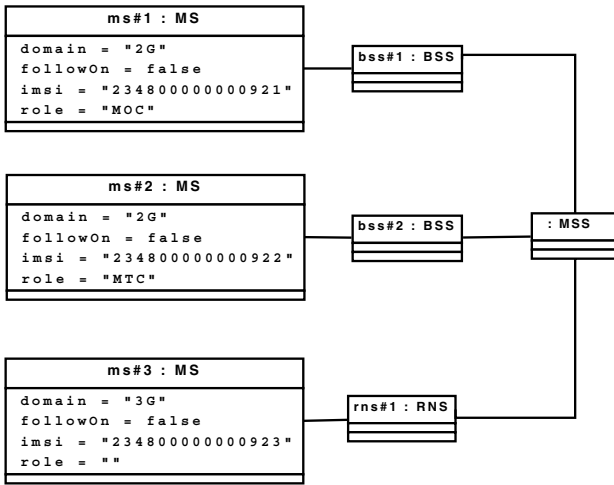 ms#1 : MS
domain = "2G"
followOn = false
imsi = "234800000000921"
role = "MOC"
bss#1 : BSS
ms#2 : MS
domain = "2G"
followOn = false
imsi = "234800000000922"
role = "MTC"
bss#2 : BSS
: MSS
ms#3 : MS
domain = "3G"
followOn = false
imsi = "234800000000923"
role = ""
rns#1 : RNS